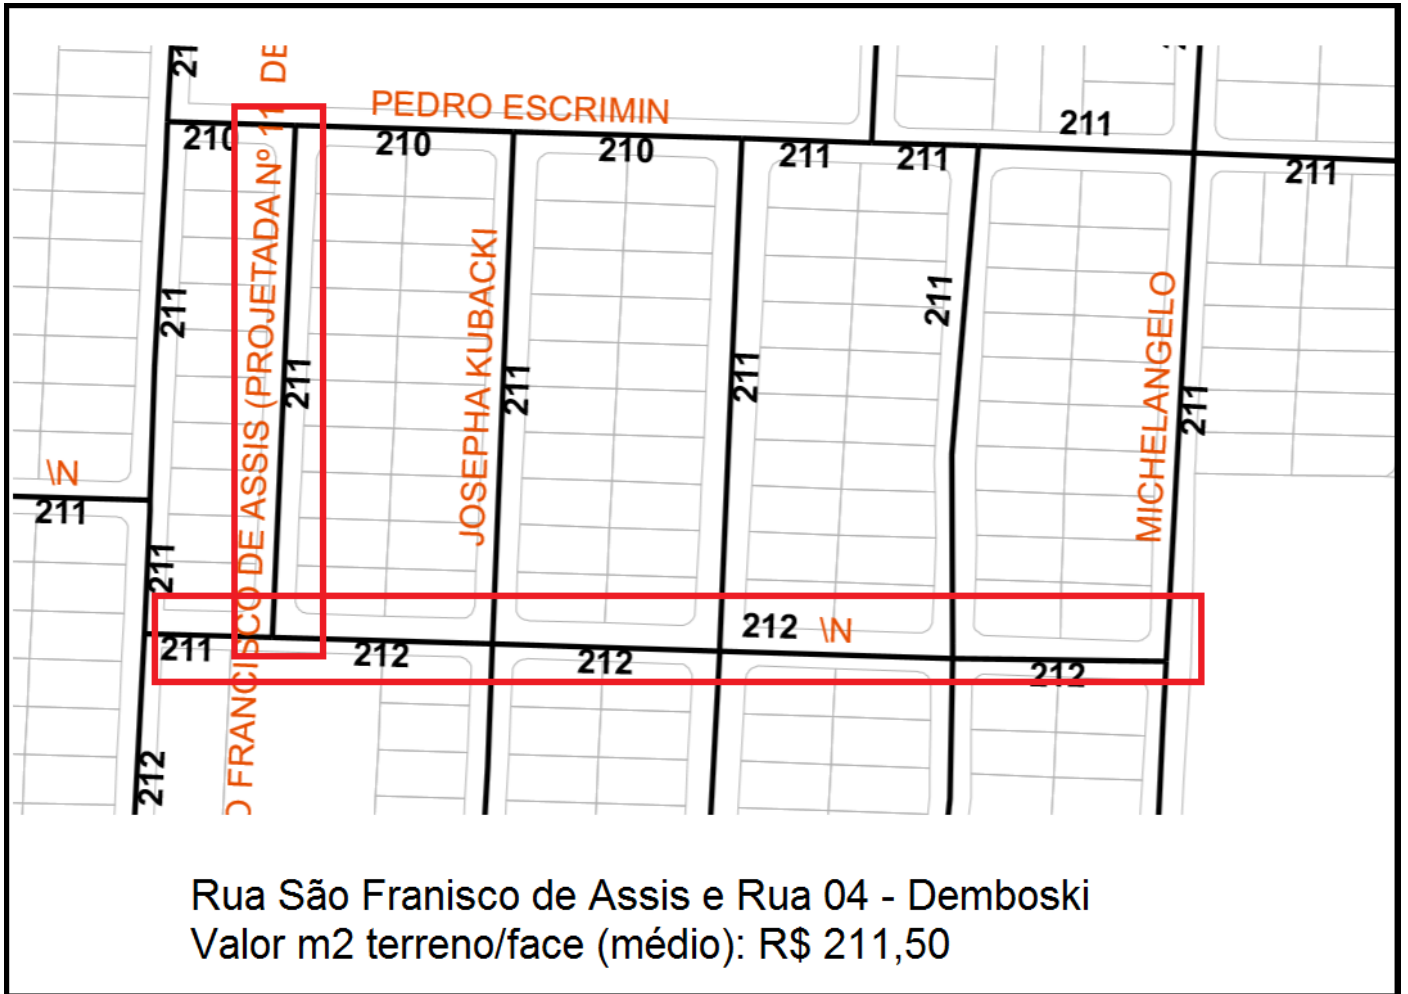 21
DE
PEDRO ESCRIMIN
211
210
210
210
211
211
211
O FRANCISCO DE ASSIS (PROJETADA Nº 11
JOSEPHA KUBACKI
MICHELANGELO
211
211
211
211
211
211
\N
211
211
212 \N
211
212
212
212
212
Rua São Franisco de Assis e Rua 04 - Demboski
Valor m2 terreno/face (médio): R$ 211,50